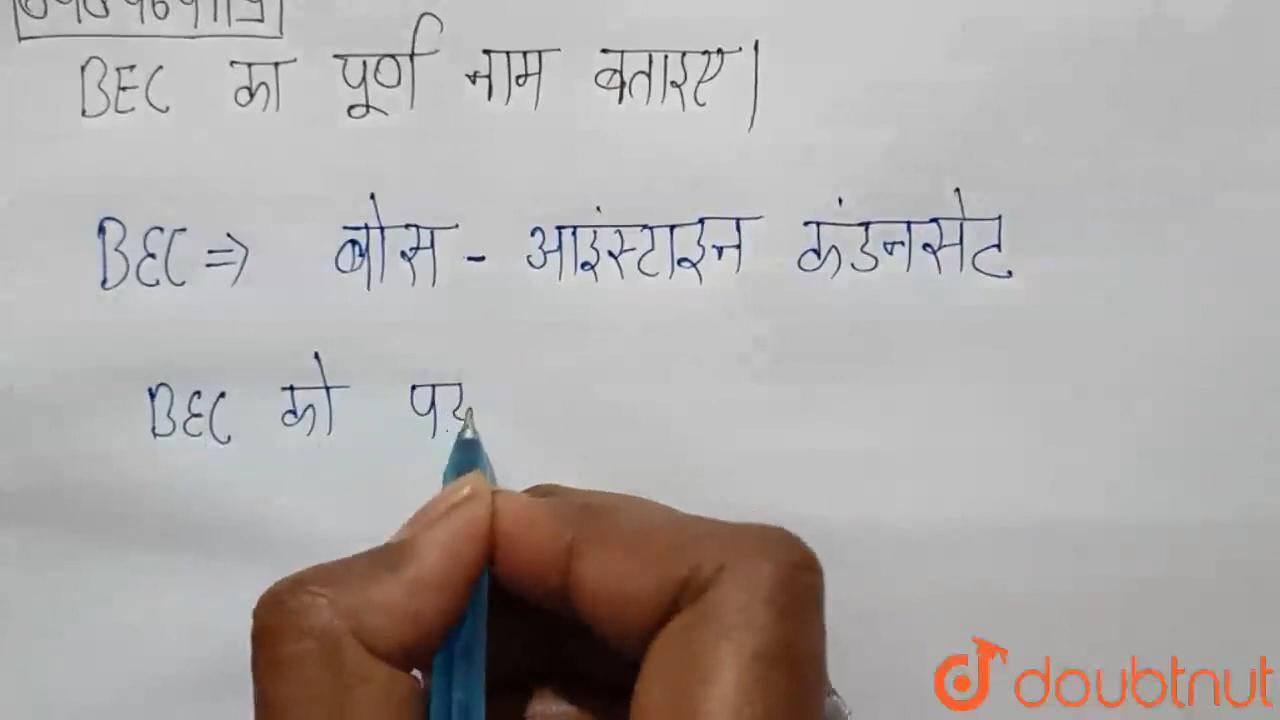 BEC का पूर्ण नाम बताइए।
BEC ⇒ बोस - आइंस्टाइन कंडनसेट
BEC को
doubtnut